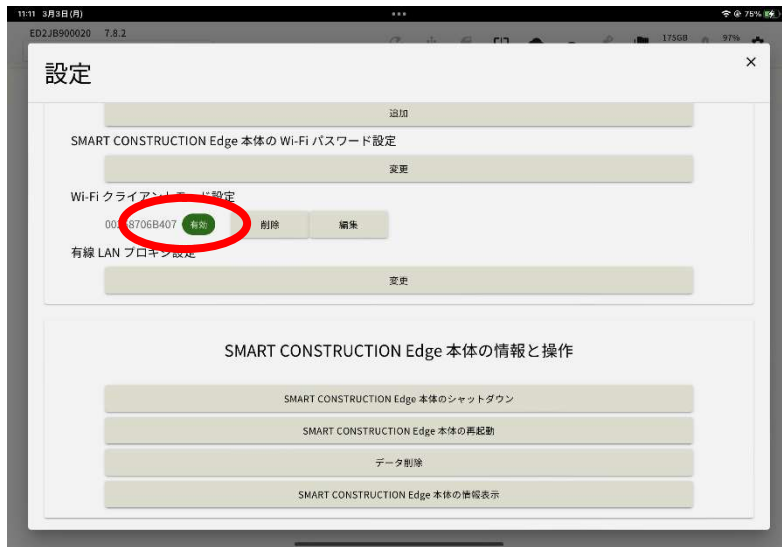 11:11 3月3日(月)
75%
ED2JB900020 7.8.2
175GB
97%
設定
追加
SMART CONSTRUCTION Edge 本体の Wi-Fi パスワード設定
変更
Wi-Fi クライアントモード設定
8706B407 有効 削除 編集
有線 LAN プロキシ設定
変更
SMART CONSTRUCTION Edge 本体の情報と操作
SMART CONSTRUCTION Edge 本体のシャットダウン
SMART CONSTRUCTION Edge 本体の再起動
データ削除
SMART CONSTRUCTION Edge 本体の情報表示